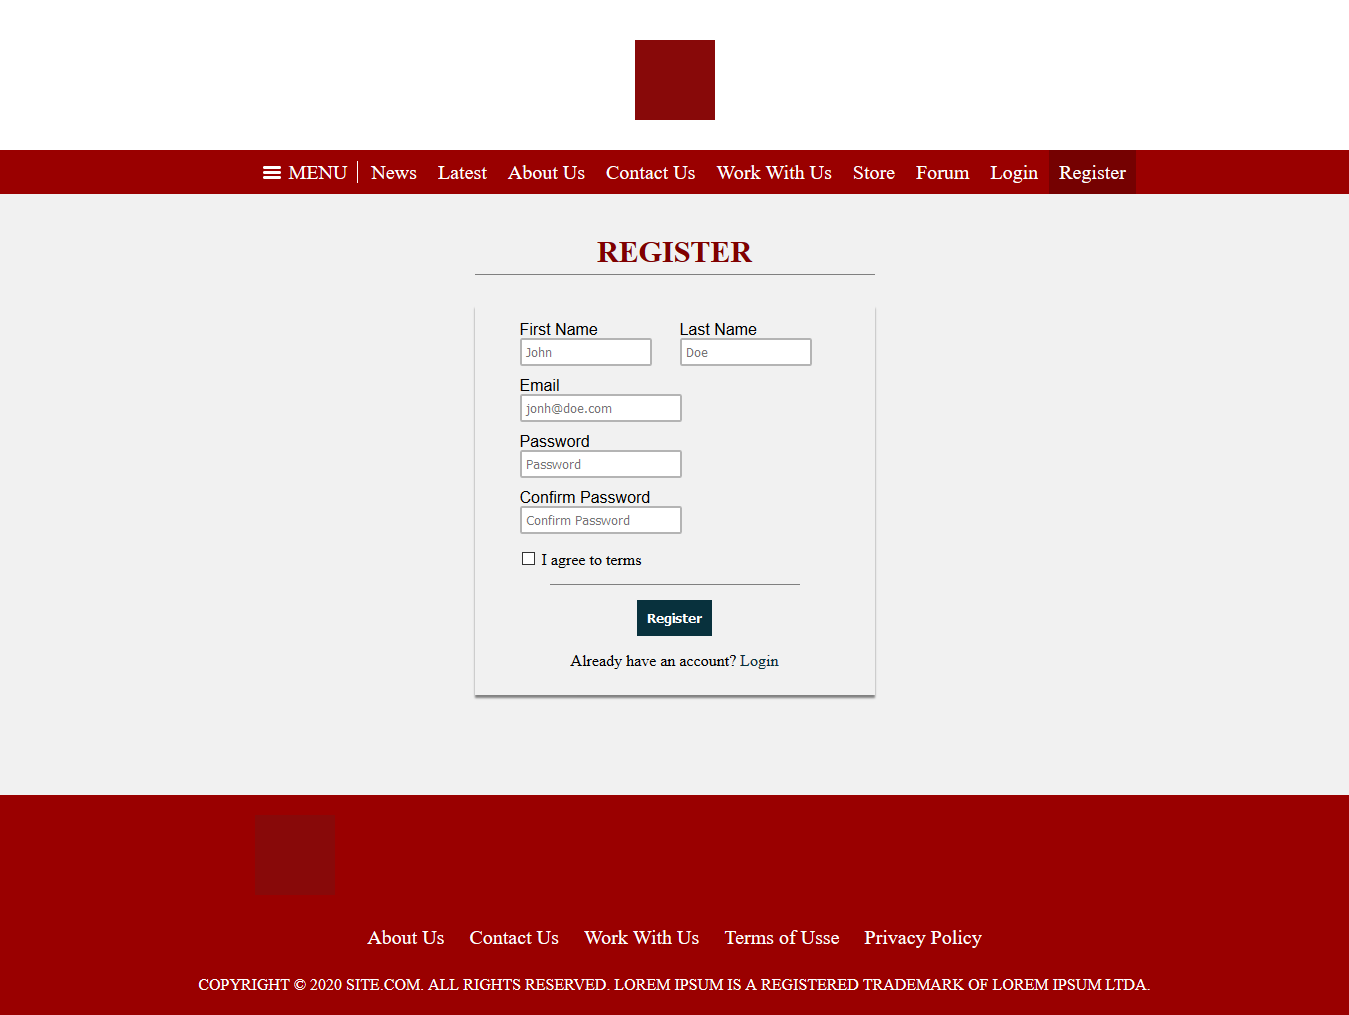 MENU News Latest About Us Contact Us Work With Us Store Forum Login Register
REGISTER
First Name Last Name
John Doe
Email
jonh@doe.com
Password
Password
Confirm Password
Confirm Password
I agree to terms
Register
Already have an account? Login
About Us Contact Us Work With Us Terms of Usse Privacy Policy
COPYRIGHT © 2020 SITE.COM. ALL RIGHTS RESERVED. LOREM IPSUM IS A REGISTERED TRADEMARK OF LOREM IPSUM LTDA.